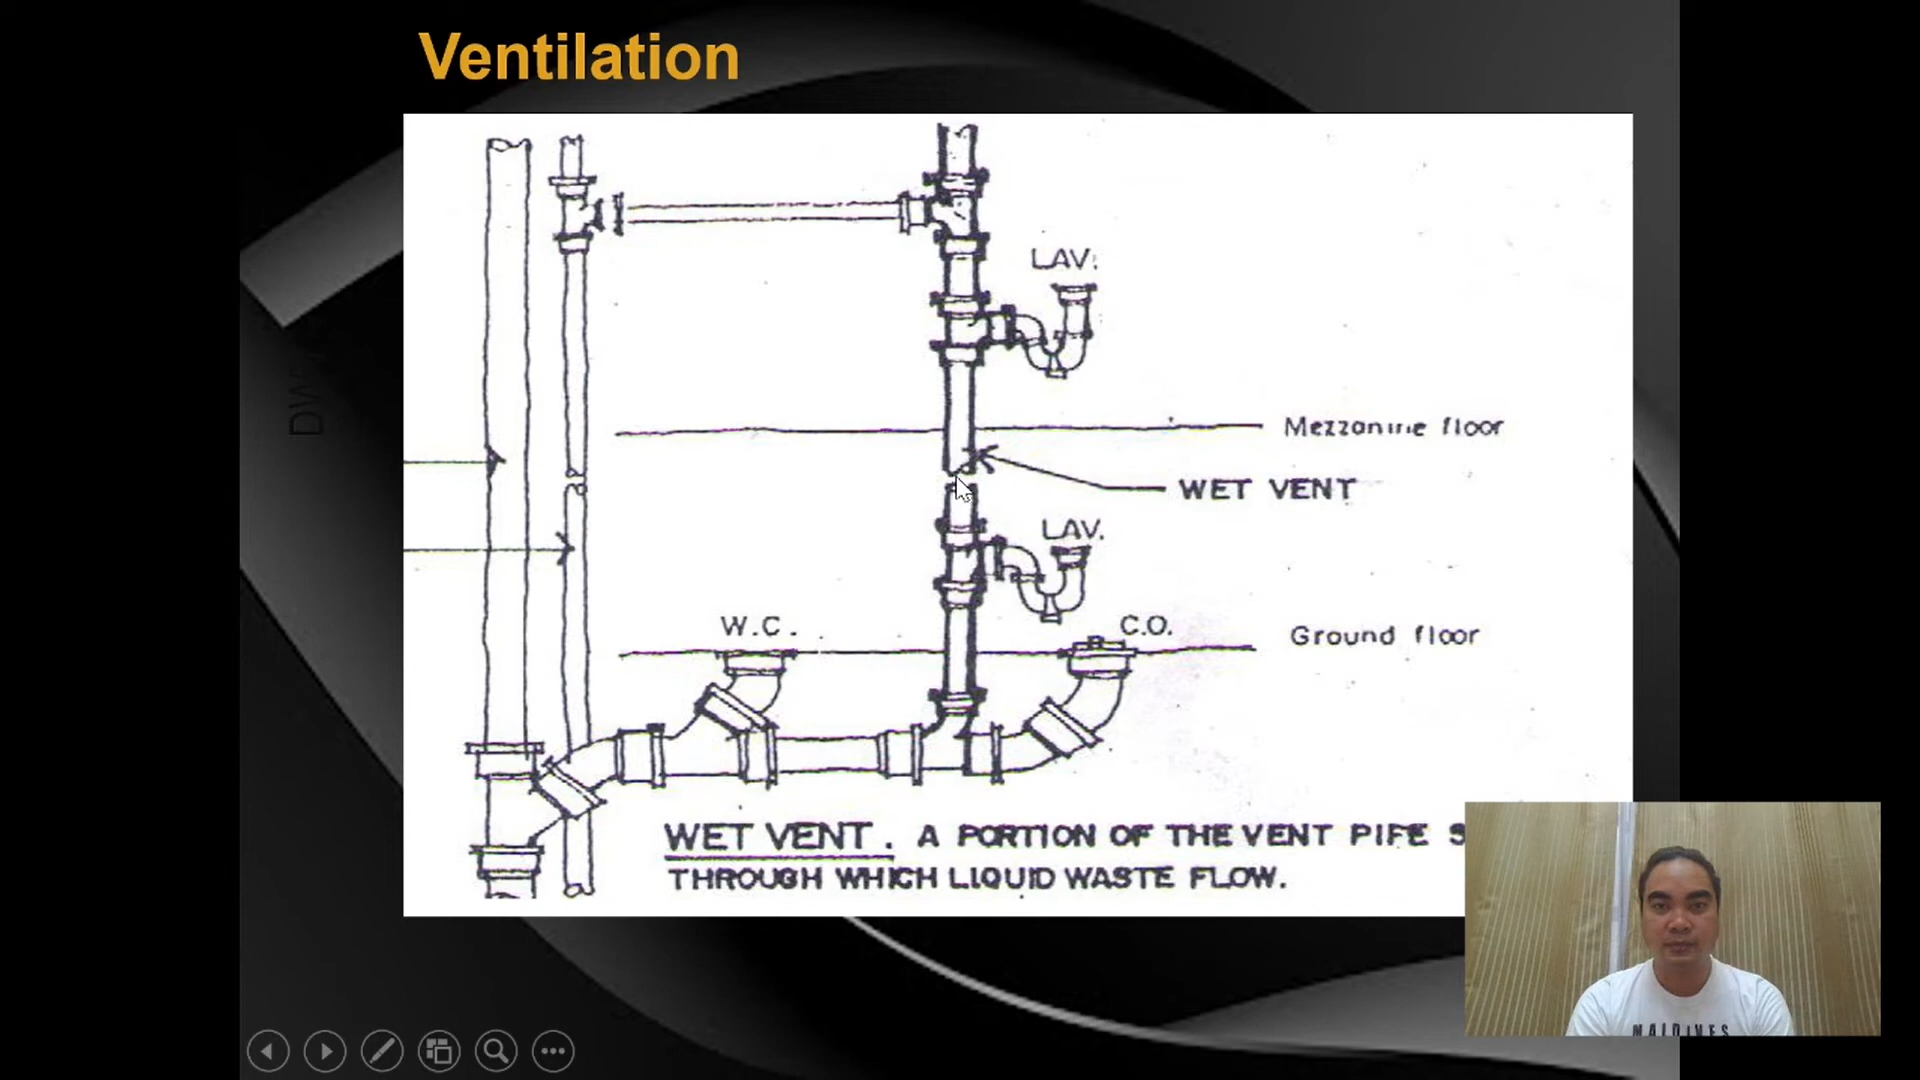 Ventilation
LAV.
Mezzanine floor
WET VENT
LAV.
W.C.
C.O.
Ground floor
WET VENT. A PORTION OF THE VENT PIPE
THROUGH WHICH LIQUID WASTE FLOW.
MALDIVES